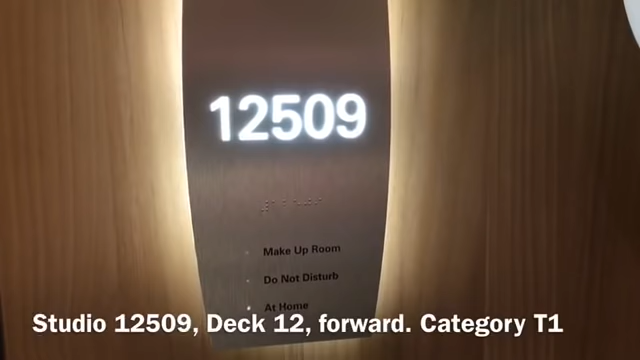 12509
Make Up Room
Do Not Disturb
At Home
Studio 12509, Deck 12, forward. Category T1